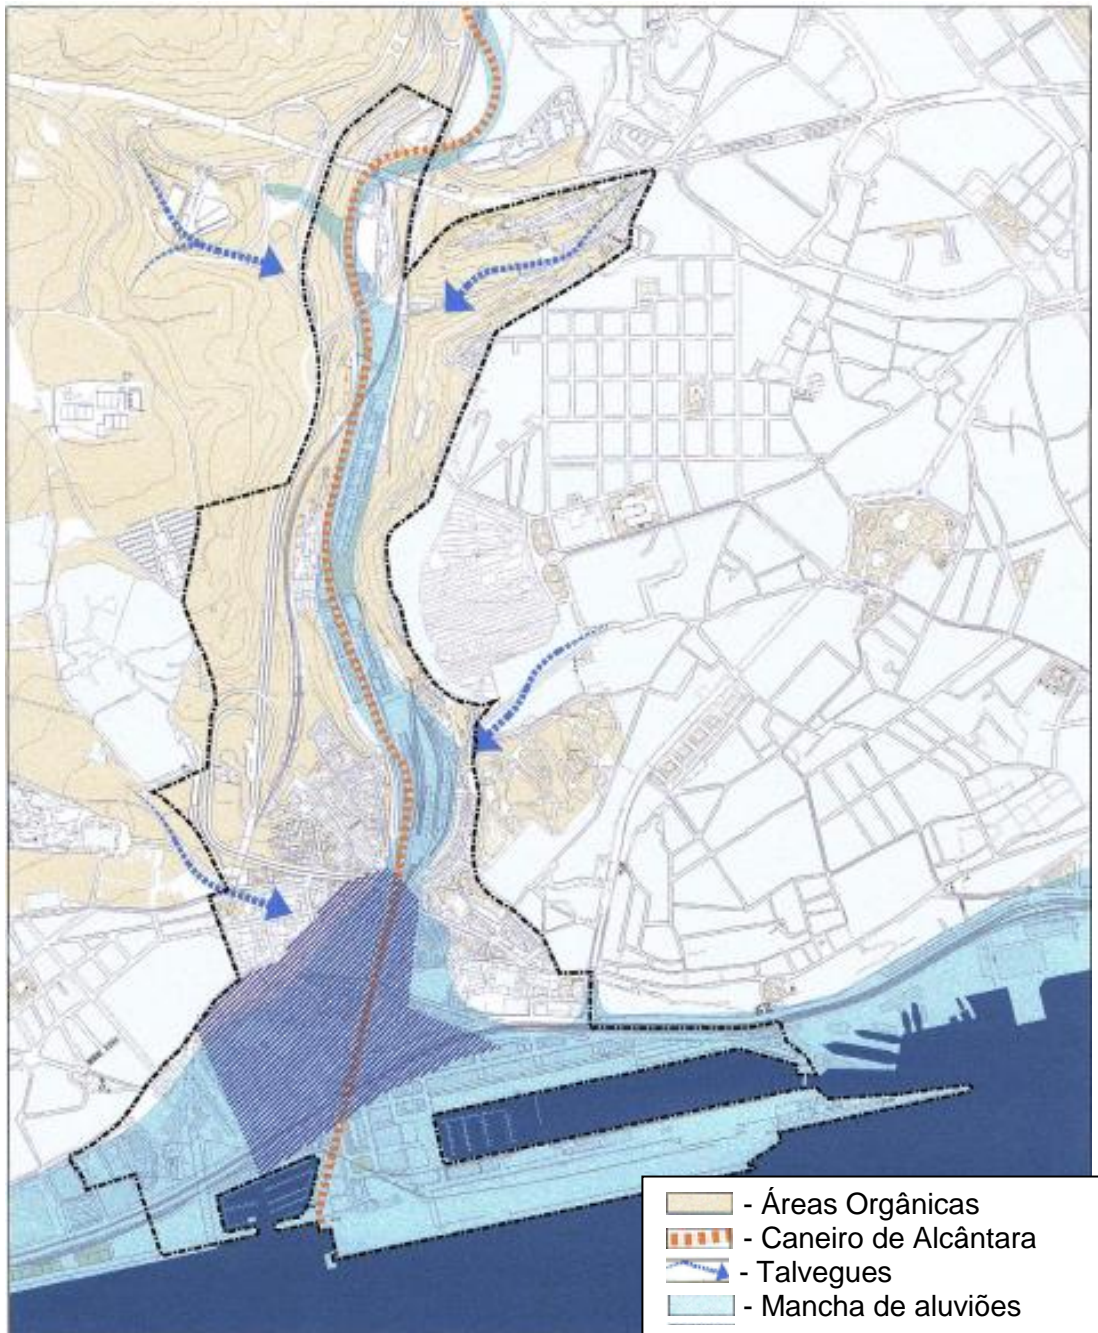 - Áreas Orgânicas
- Caneiro de Alcântara
- Talvegues
- Mancha de aluviões